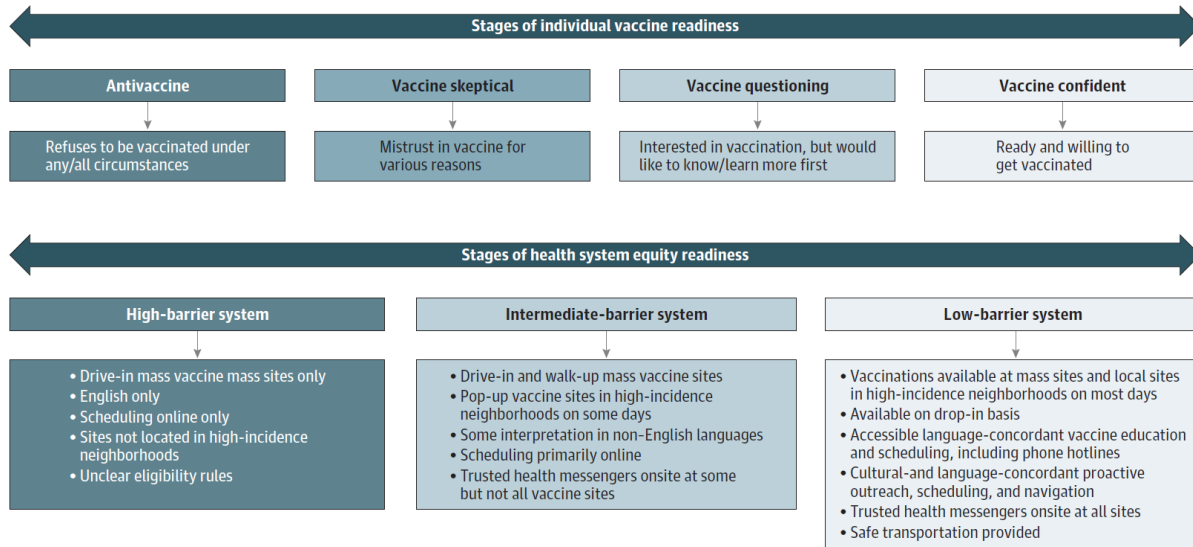 Stages of individual vaccine readiness
Antivaccine
Refuses to be vaccinated under
any/all circumstances
Vaccine skeptical
Mistrust in vaccine for
various reasons
Vaccine questioning
Interested in vaccination, but would
like to know/learn more first
Vaccine confident
Ready and willing to
get vaccinated
Stages of health system equity readiness
High-barrier system
• Drive-in mass vaccine mass sites only
• English only
• Scheduling online only
• Sites not located in high-incidence
neighborhoods
• Unclear eligibility rules
Intermediate-barrier system
• Drive-in and walk-up mass vaccine sites
• Pop-up vaccine sites in high-incidence
neighborhoods on some days
• Some interpretation in non-English languages
• Scheduling primarily online
• Trusted health messengers onsite at some
but not all vaccine sites
Low-barrier system
• Vaccinations available at mass sites and local sites
in high-incidence neighborhoods on most days
• Available on drop-in basis
• Accessible language-concordant vaccine education
and scheduling, including phone hotlines
• Cultural-and language-concordant proactive
outreach, scheduling, and navigation
• Trusted health messengers onsite at all sites
• Safe transportation provided